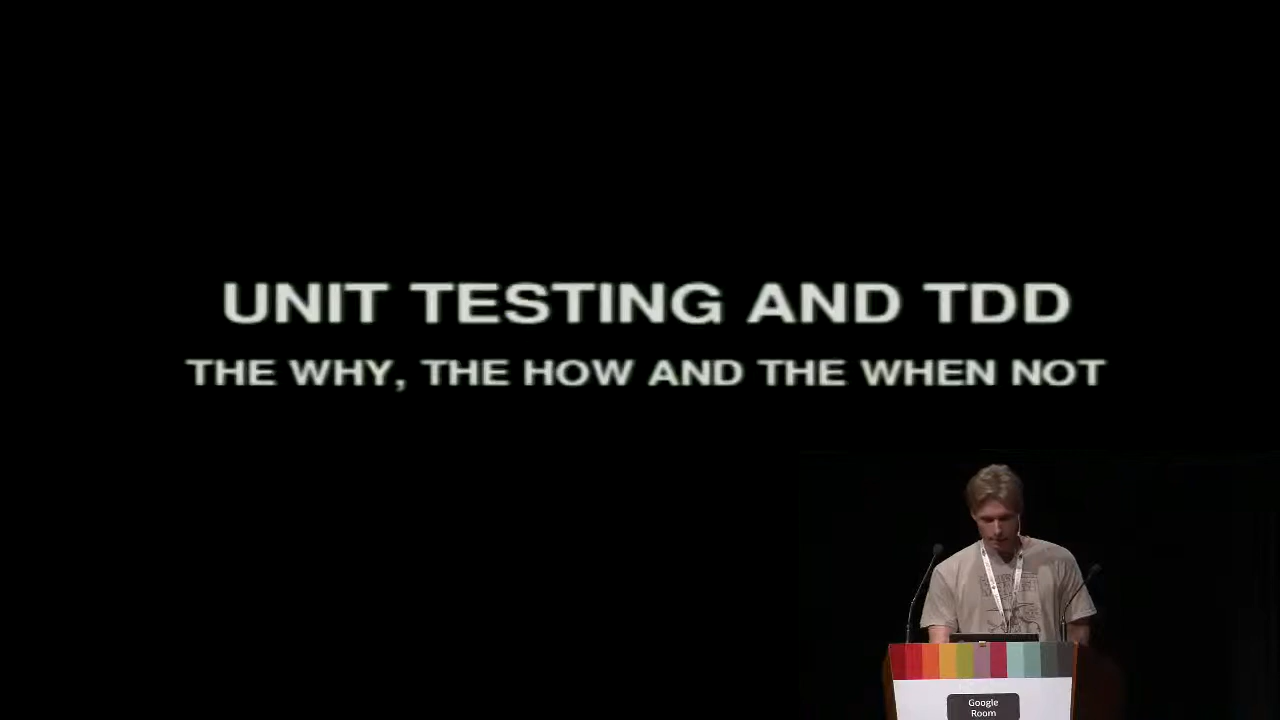 UNIT TESTING AND TDD
THE WHY, THE HOW AND THE WHEN NOT
Google
Room